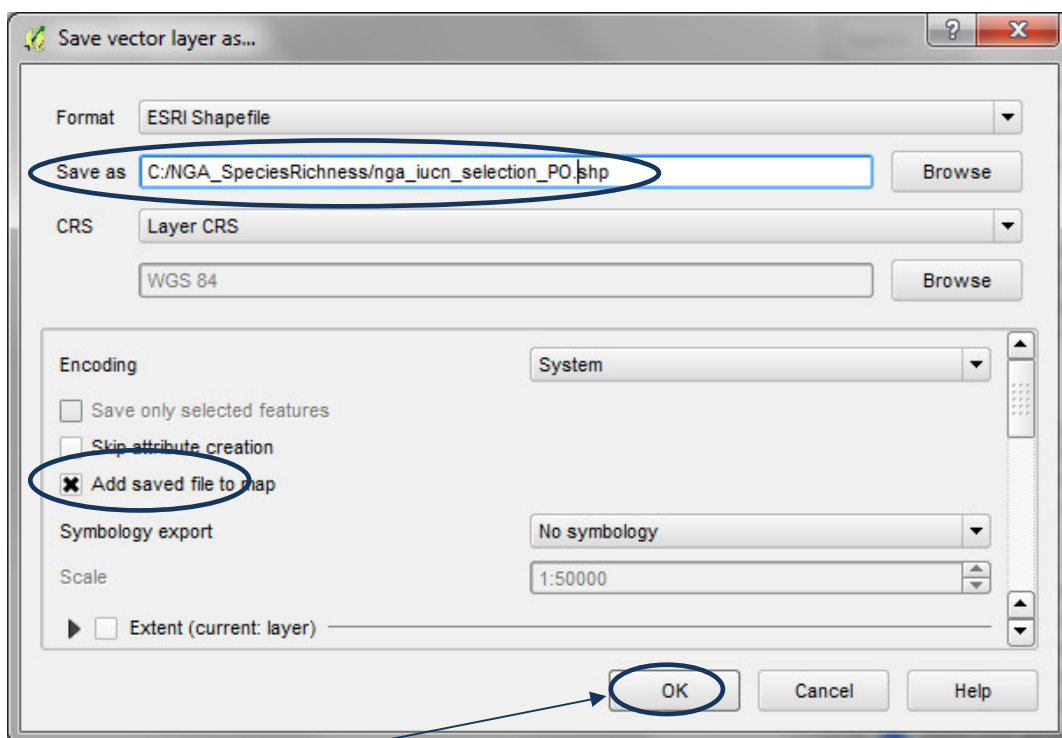 Save vector layer as...
Format ESRI Shapefile
Save as C:/NGA_SpeciesRichness/nga_iucn_selection_PO.shp Browse
CRS Layer CRS
WGS 84 Browse
Encoding System
Save only selected features
Skip attribute creation
Add saved file to map
Symbology export No symbology
Scale 1:50000
Extent (current: layer)
OK Cancel Help